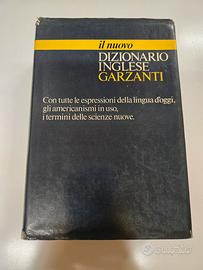 il nuovo
DIZIONARIO
INGLESE
GARZANTI
Con tutte le espressioni della lingua d'oggi,
gli americanismi in uso,
i termini delle scienze nuove.